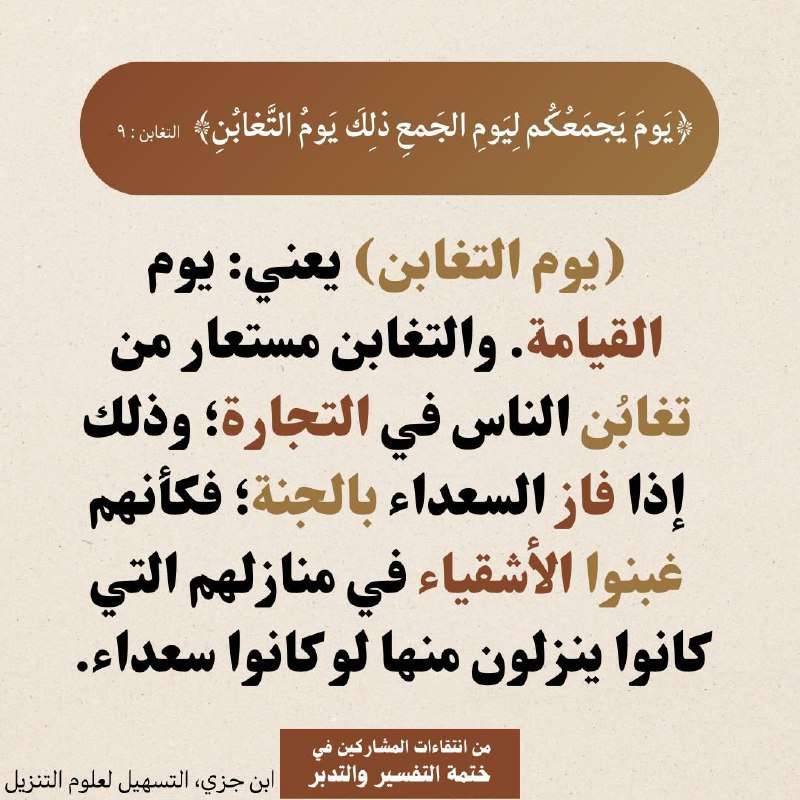 ﴿يَومَ يَجمَعُكُم لِيَومِ الجَمعِ ذلِكَ يَومُ التَّغابُنِ﴾ التغابن : ٩
(يوم التغابن) يعني: يوم
القيامة. والتغابن مستعار من
تغابُن الناس في التجارة؛ وذلك
إذا فاز السعداء بالجنة؛ فكأنهم
غبنوا الأشقياء في منازلهم التي
كانوا ينزلون منها لو كانوا سعداء.
من انتقاءات المشاركين في
ختمة التفسير والتدبر
ابن جزي، التسهيل لعلوم التنزيل